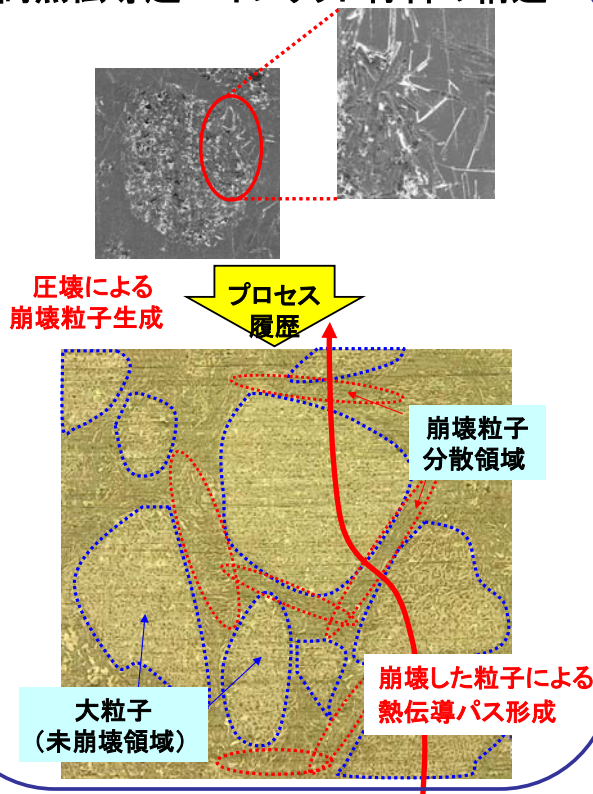 圧壊による
崩壊粒子生成
プロセス
履歴
崩壊粒子
分散領域
崩壊した粒子による
熱伝導パス形成
大粒子
（未崩壊領域）